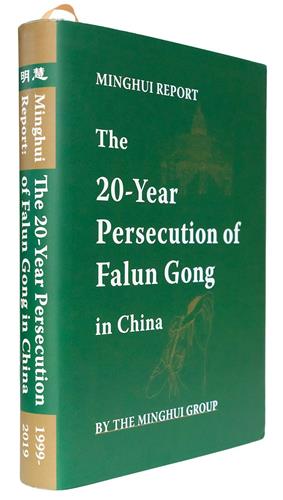 MINGHUI REPORT
The
20-Year
Persecution of
Falun Gong
in China
BY THE MINGHUI GROUP
明慧
Minghui
Report:
The 20-Year Persecution
of Falun Gong in China
1999-
2019